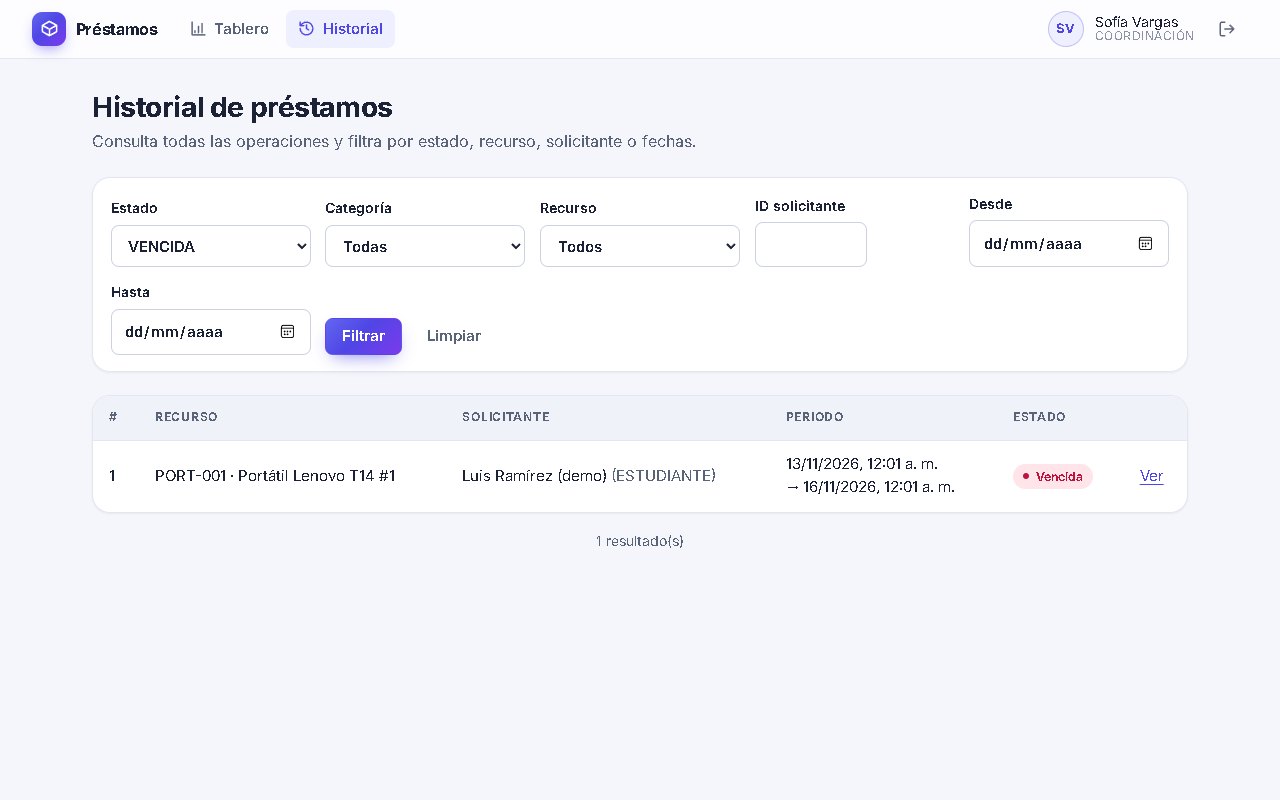 Préstamos
Tablero
Historial
SV
Sofía Vargas
COORDINACIÓN
Historial de préstamos
Consulta todas las operaciones y filtra por estado, recurso, solicitante o fechas.
Estado
Categoría
Recurso
ID solicitante
Desde
VENCIDA
Todas
Todos
dd/mm/aaaa
Hasta
dd/mm/aaaa
Filtrar
Limpiar
# RECURSO SOLICITANTE PERIODO ESTADO
1 PORT-001 · Portátil Lenovo T14 #1 Luis Ramírez (demo) (ESTUDIANTE) 13/11/2026, 12:01 a. m.
→ 16/11/2026, 12:01 a. m.
Vencida
Ver
1 resultado(s)